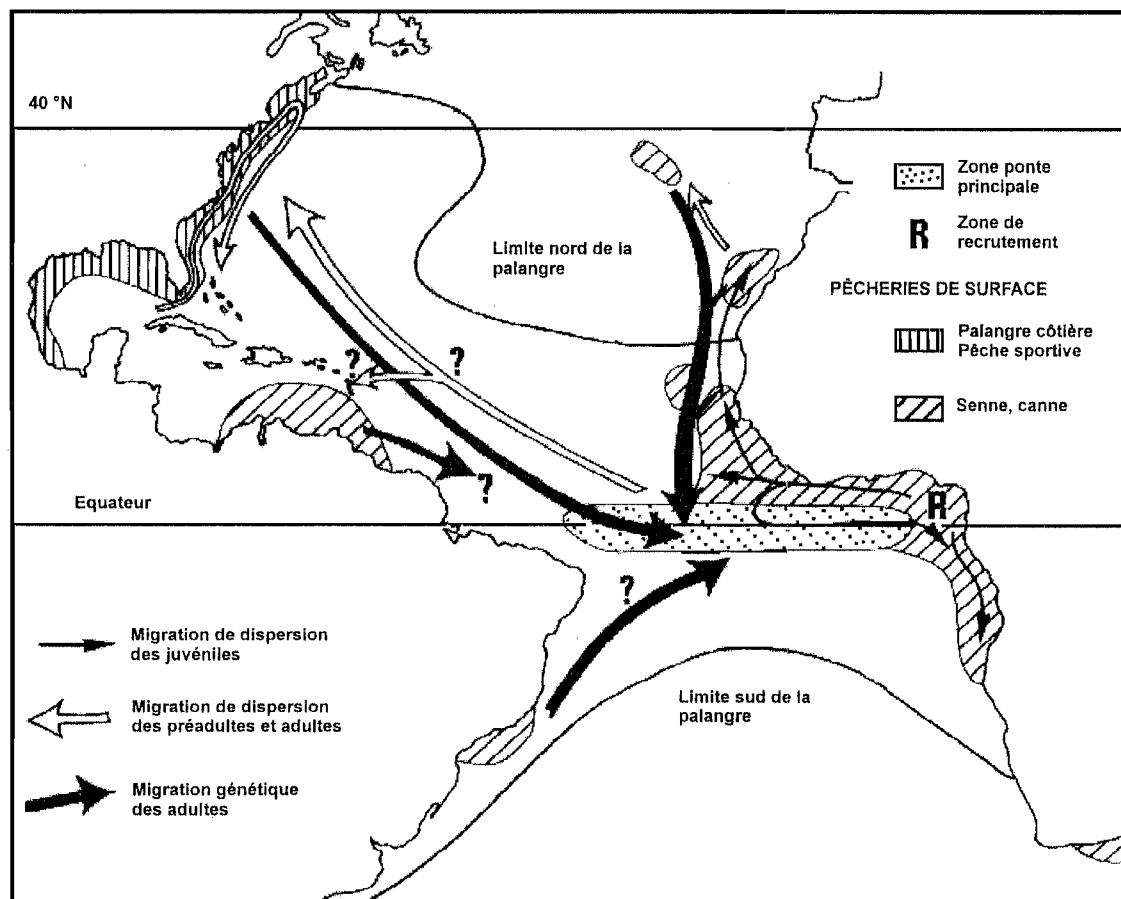 40 °N
Limite nord de la
palangre
Zone ponte
principale
R
Zone de
recrutement
PÊCHERIES DE SURFACE
Palangre côtière
Pêche sportive
Senne, canne
?
?
?
Equateur
R
?
Limite sud de la
palangre
Migration de dispersion
des juvéniles
Migration de dispersion
des préadultes et adultes
Migration génétique
des adultes